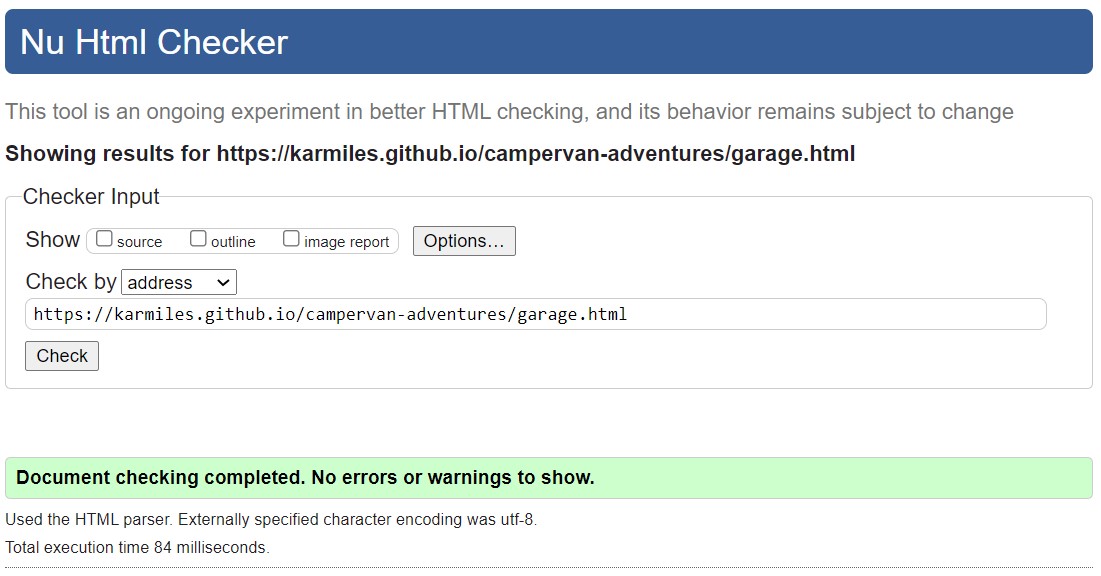 Nu Html Checker
This tool is an ongoing experiment in better HTML checking, and its behavior remains subject to change
Showing results for https://karmiles.github.io/campervan-adventures/garage.html
Checker Input
Show source outline image report Options...
Check by address
https://karmiles.github.io/campervan-adventures/garage.html
Check
Document checking completed. No errors or warnings to show.
Used the HTML parser. Externally specified character encoding was utf-8.
Total execution time 84 milliseconds.